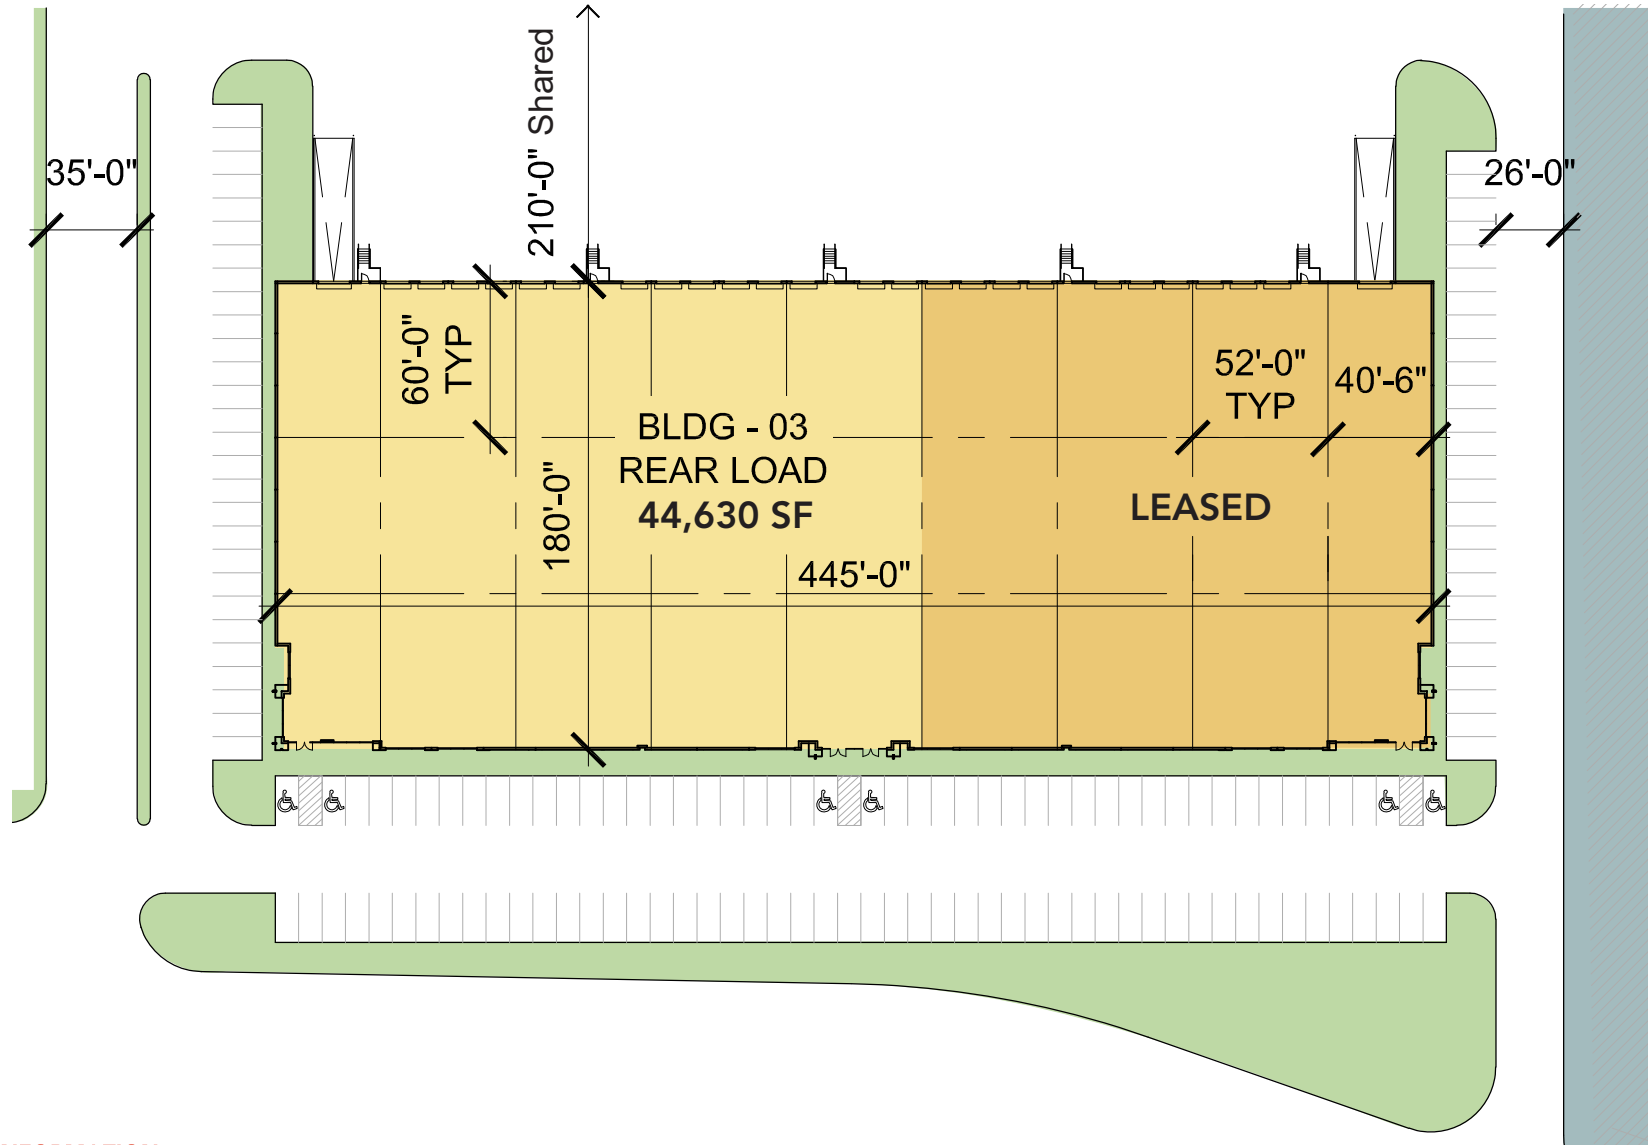 210'-0" Shared
35'-0"
26'-0"
60'-0"
TYP
52'-0"
TYP
40'-6"
BLDG - 03
REAR LOAD
44,630 SF
LEASED
180'-0"
445'-0"